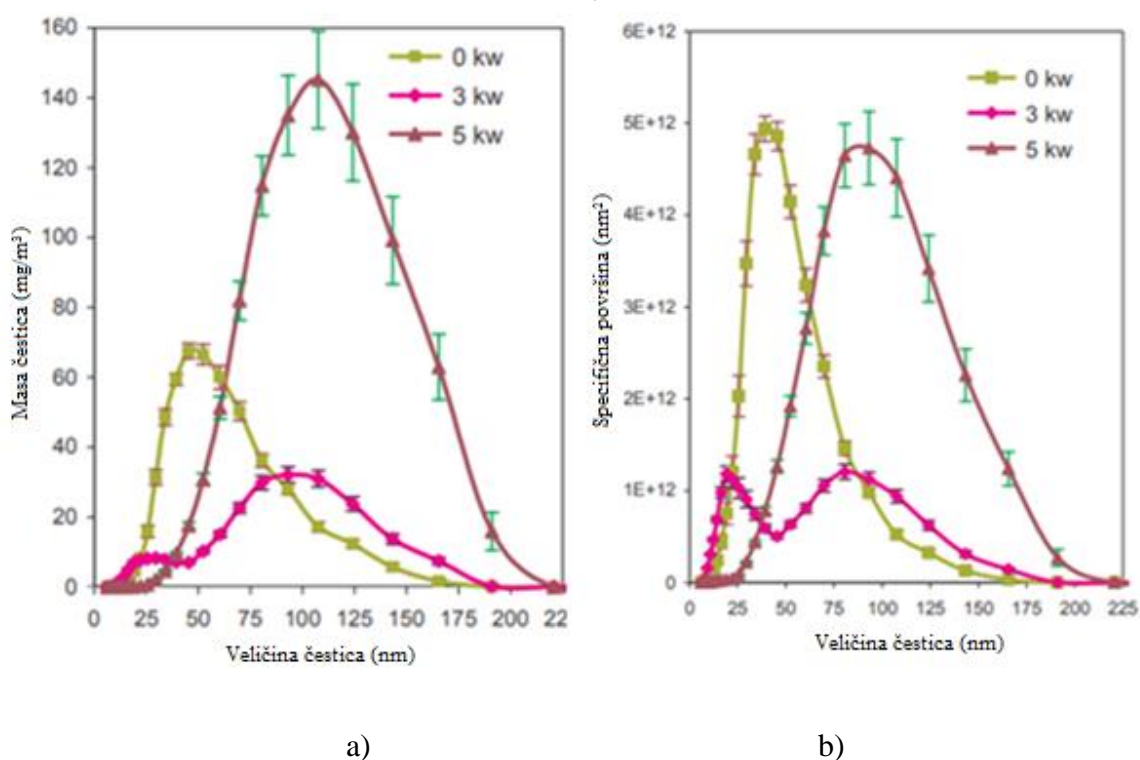 160
140
120
100
80
60
40
20
0
Masa čestica (mg/m²)
0 kw
3 kw
5 kw
0 25 50 75 100 125 150 175 200 22
Veličina čestica (nm)
6E+12
5E+12
4E+12
3E+12
2E+12
1E+12
0
Specifična površina (nm²)
0 kw
3 kw
5 kw
0 25 50 75 100 125 150 175 200 225
Veličina čestica (nm)
a) b)